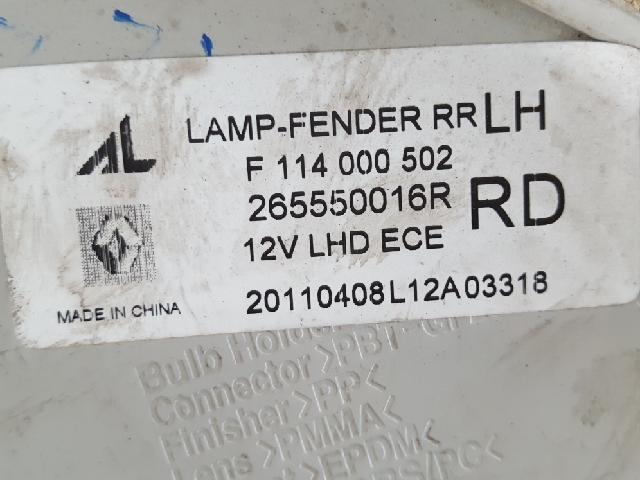 AL
LAMP-FENDER RR LH
F 114 000 502
265550016R RD
12V LHD ECE
MADE IN CHINA
20110408L12A03318
Bulb Holder
Connector >PBT-
Finisher >PP<
Lens >PMMA<
>EPDM<